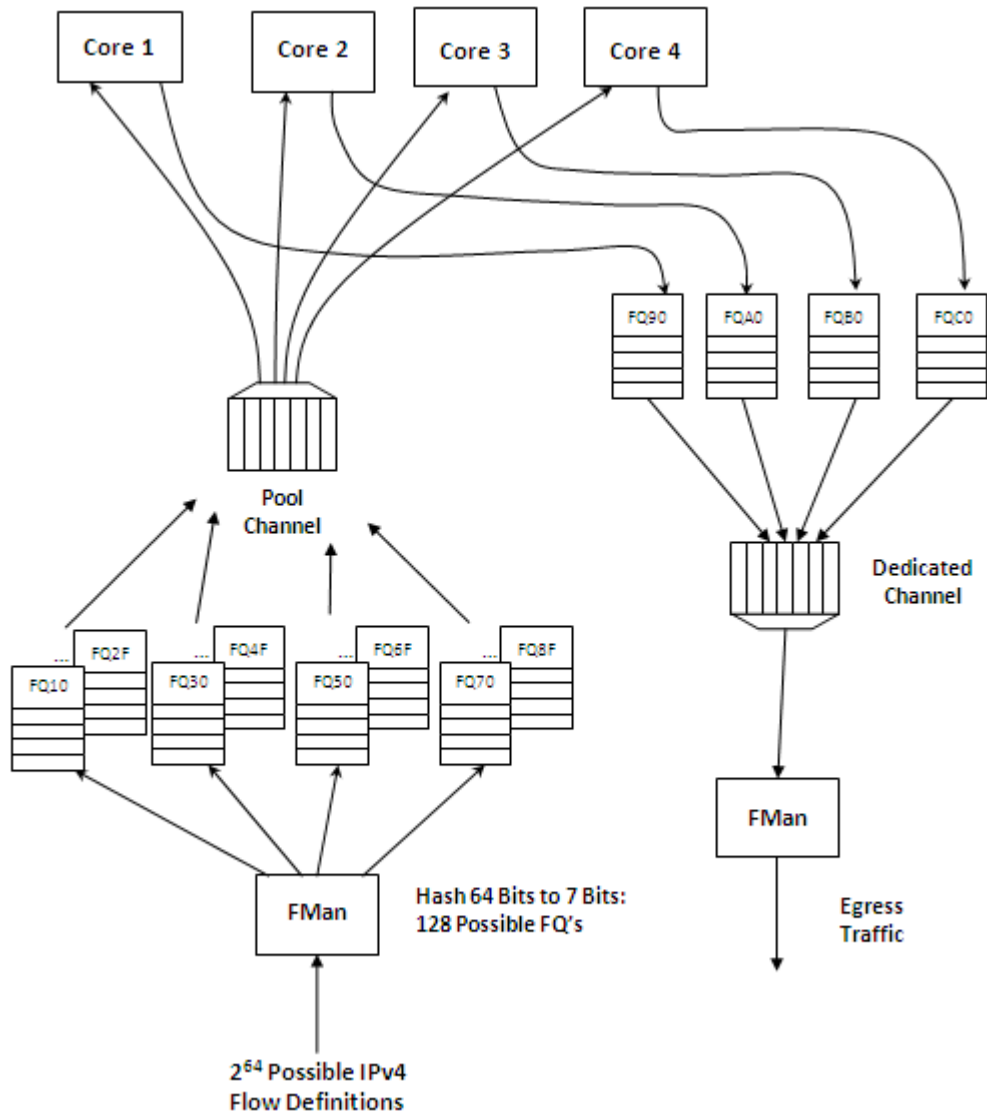 Core 1
Core 2
Core 3
Core 4
FQ90
FQA0
FQB0
FQC0
Pool
Channel
Dedicated
Channel
...
FQ2F
...
FQ4F
...
FQ6F
...
FQ8F
FQ10
FQ30
FQ50
FQ70
FMan
FMan
Hash 64 Bits to 7 Bits:
128 Possible FQ's
Egress
Traffic
2⁶⁴ Possible IPv4
Flow Definitions